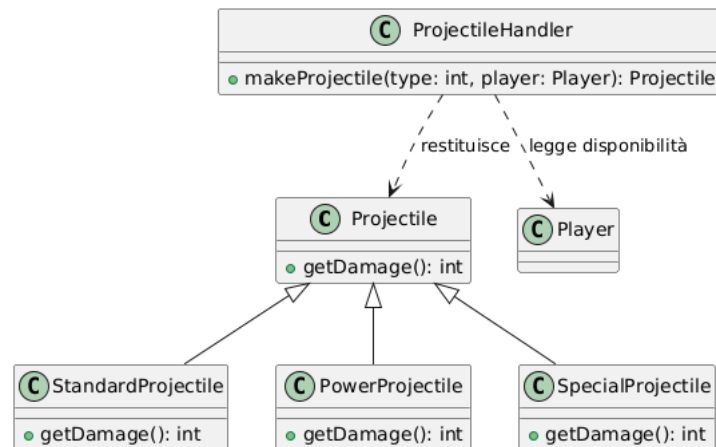 C ProjectileHandler
makeProjectile(type: int, player: Player): Projectile
restituisce
legge disponibilità
C Projectile
getDamage(): int
C Player
C StandardProjectile
getDamage(): int
C PowerProjectile
getDamage(): int
C SpecialProjectile
getDamage(): int